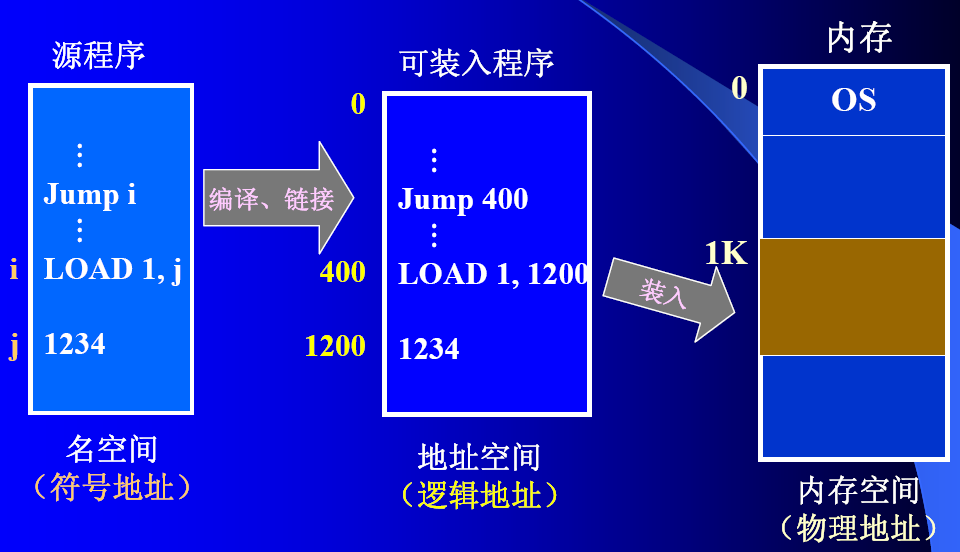 源程序
⋮
Jump i
⋮
i LOAD 1, j
j 1234
名空间
（符号地址）
编译、链接
可装入程序
0
⋮
Jump 400
⋮
400 LOAD 1, 1200
1200 1234
地址空间
（逻辑地址）
装入
内存
0 OS
1K
内存空间
（物理地址）